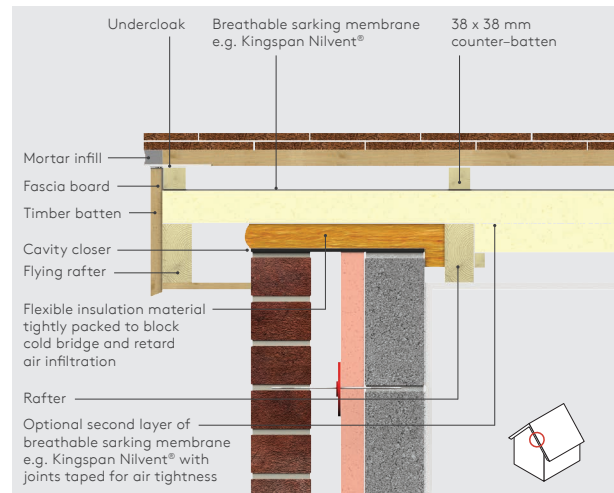 Undercloak
Breathable sarking membrane
e.g. Kingspan Nilvent®
38 x 38 mm
counter–batten
Mortar infill
Fascia board
Timber batten
Cavity closer
Flying rafter
Flexible insulation material
tightly packed to block
cold bridge and retard
air infiltration
Rafter
Optional second layer of
breathable sarking membrane
e.g. Kingspan Nilvent® with
joints taped for air tightness